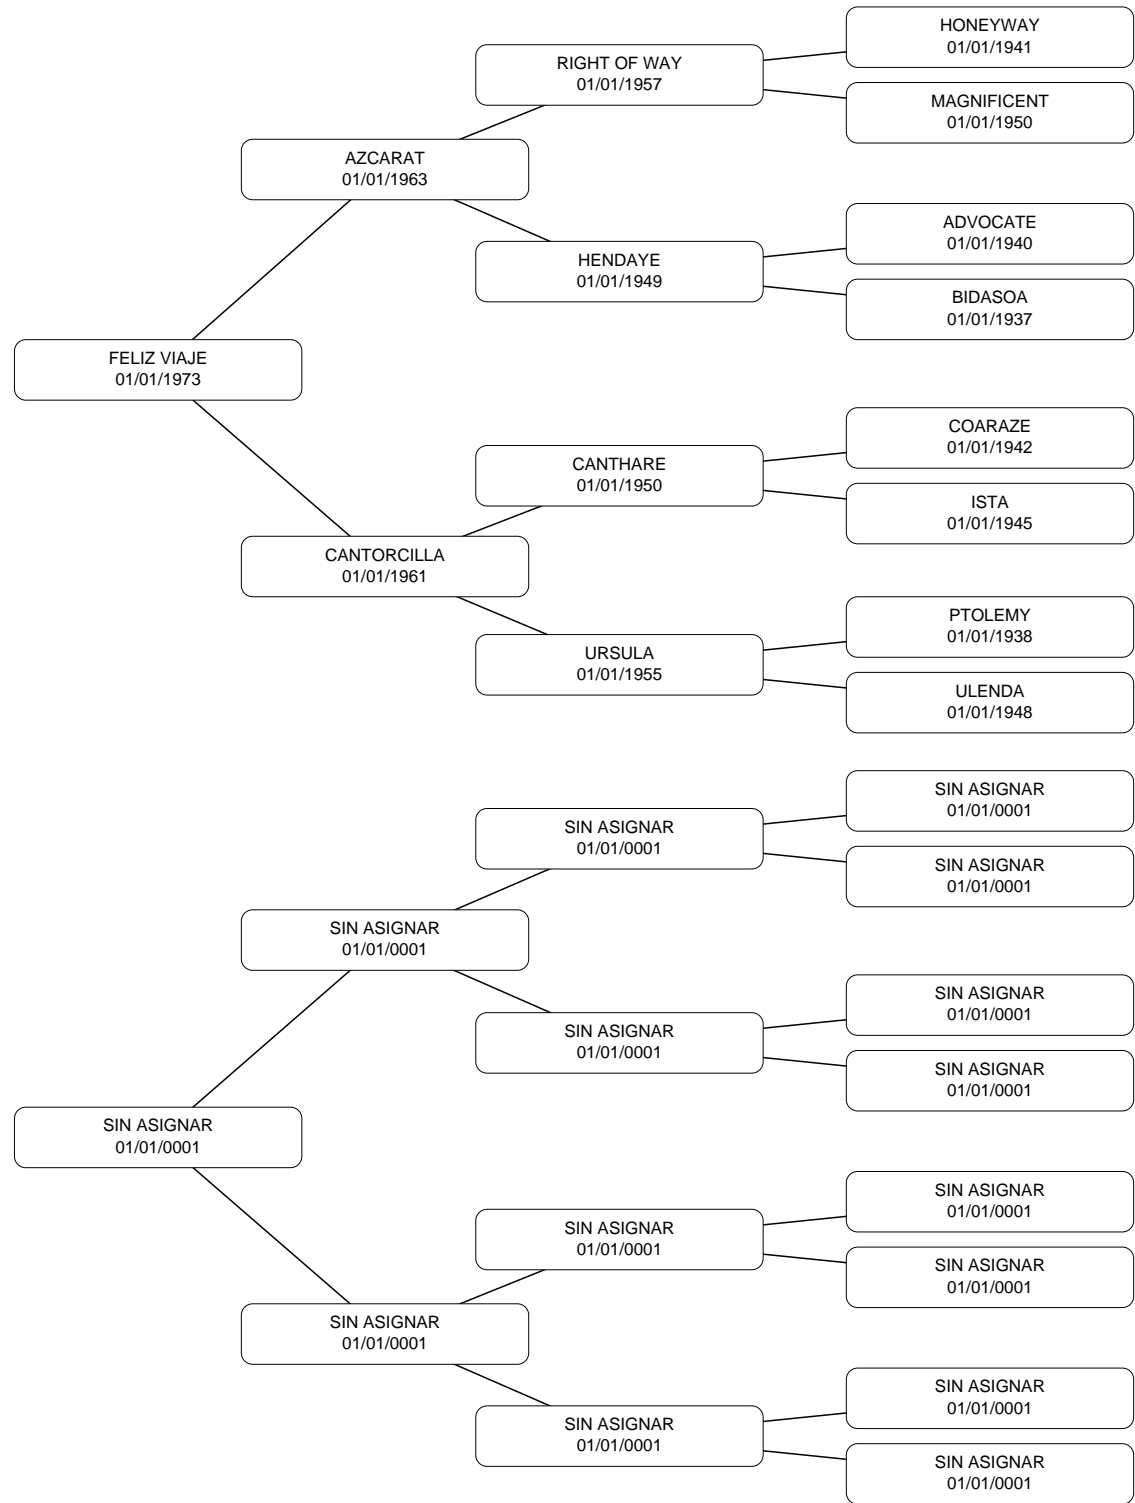 HONEYWAY
01/01/1941
RIGHT OF WAY
01/01/1957
MAGNIFICENT
01/01/1950
AZCARAT
01/01/1963
ADVOCATE
01/01/1940
HENDAYE
01/01/1949
BIDASOA
01/01/1937
FELIZ VIAJE
01/01/1973
COARAZE
01/01/1942
CANTHARE
01/01/1950
ISTA
01/01/1945
CANTORCILLA
01/01/1961
PTOLEMY
01/01/1938
URSULA
01/01/1955
ULENDA
01/01/1948
SIN ASIGNAR
01/01/0001
SIN ASIGNAR
01/01/0001
SIN ASIGNAR
01/01/0001
SIN ASIGNAR
01/01/0001
SIN ASIGNAR
01/01/0001
SIN ASIGNAR
01/01/0001
SIN ASIGNAR
01/01/0001
SIN ASIGNAR
01/01/0001
SIN ASIGNAR
01/01/0001
SIN ASIGNAR
01/01/0001
SIN ASIGNAR
01/01/0001
SIN ASIGNAR
01/01/0001
SIN ASIGNAR
01/01/0001
SIN ASIGNAR
01/01/0001
SIN ASIGNAR
01/01/0001